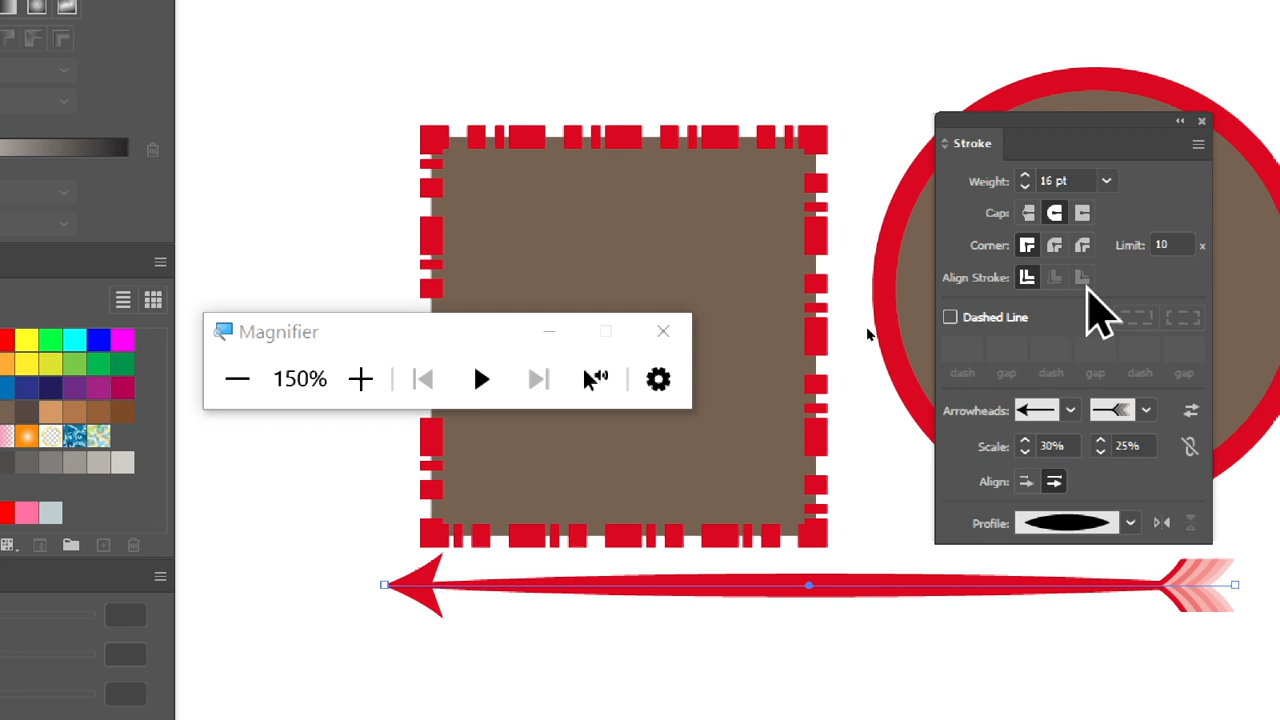 Stroke
Weight: 16 pt
Cap:
Corner: Limit: 10 x
Align Stroke:
Dashed Line
Magnifier
150%
dash gap dash gap dash gap
Arrowheads:
Scale: 30% 25%
Align:
Profile: